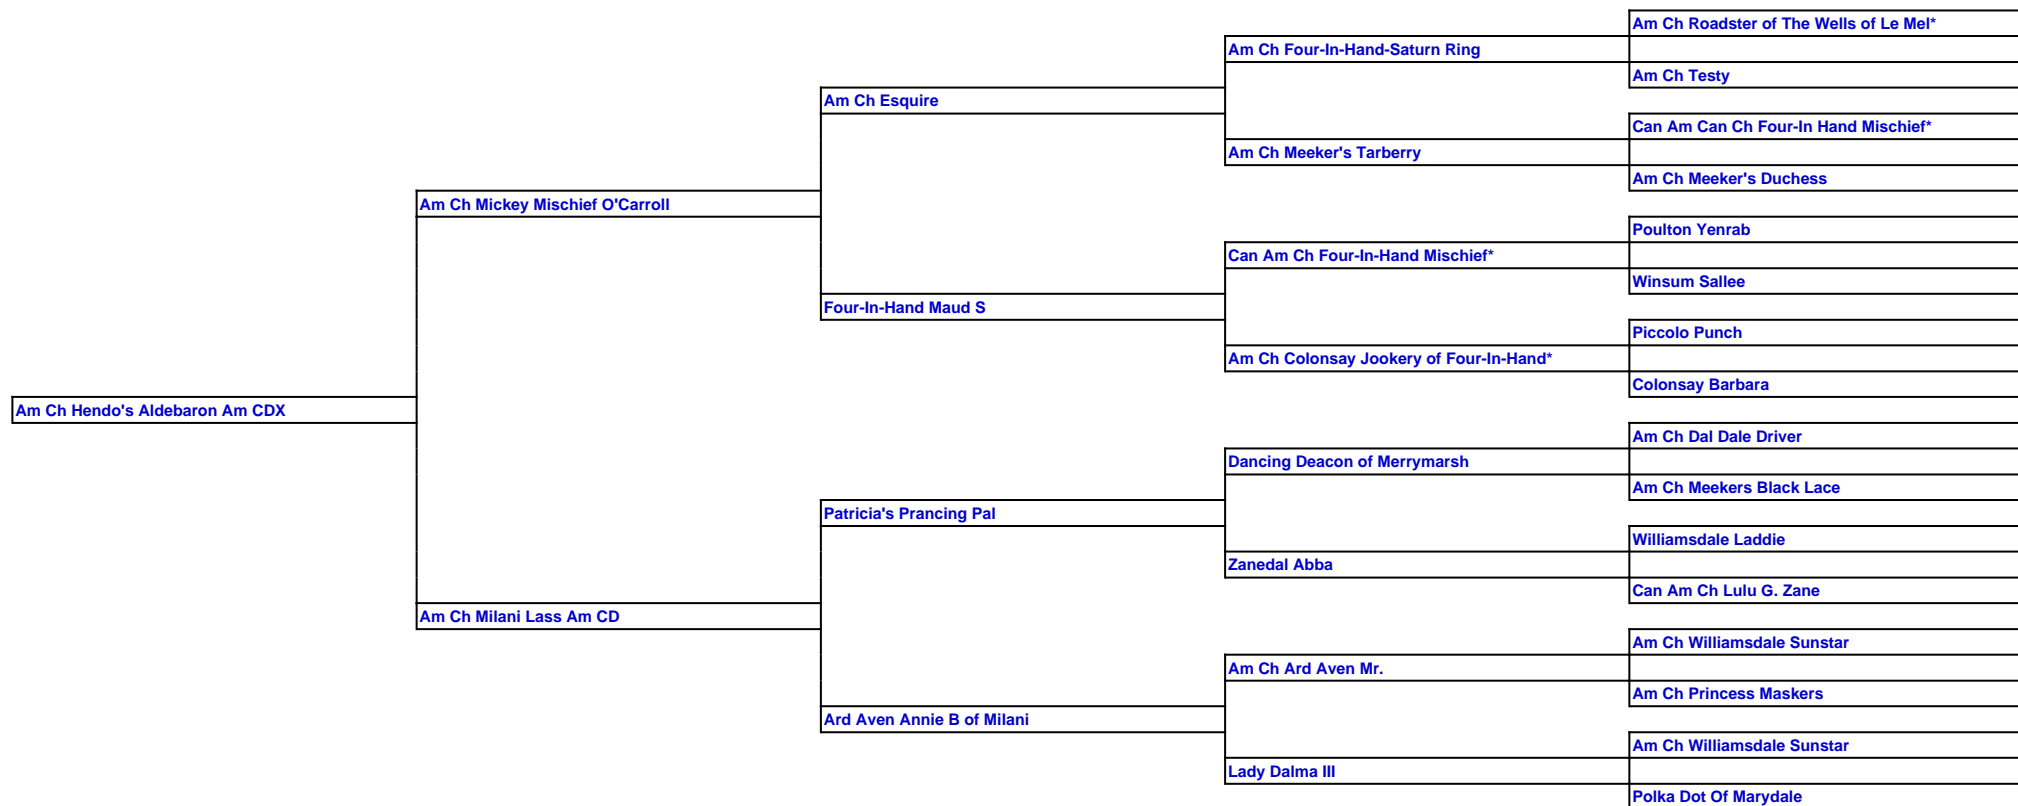 Am Ch Roadster of The Wells of Le Mel*
Am Ch Four-In-Hand-Saturn Ring
Am Ch Testy
Am Ch Esquire
Can Am Can Ch Four-In Hand Mischief*
Am Ch Meeker's Tarberry
Am Ch Meeker's Duchess
Am Ch Mickey Mischief O'Carroll
Poulton Yenrab
Can Am Ch Four-In-Hand Mischief*
Winsum Sallee
Four-In-Hand Maud S
Piccolo Punch
Am Ch Colonsay Jookery of Four-In-Hand*
Colonsay Barbara
Am Ch Hendo's Aldebaron Am CDX
Am Ch Dal Dale Driver
Dancing Deacon of Merrymarsh
Am Ch Meekers Black Lace
Patricia's Prancing Pal
Williamsdale Laddie
Zanedal Abba
Can Am Ch Lulu G. Zane
Am Ch Milani Lass Am CD
Am Ch Williamsdale Sunstar
Am Ch Ard Aven Mr.
Am Ch Princess Maskers
Ard Aven Annie B of Milani
Am Ch Williamsdale Sunstar
Lady Dalma III
Polka Dot Of Marydale